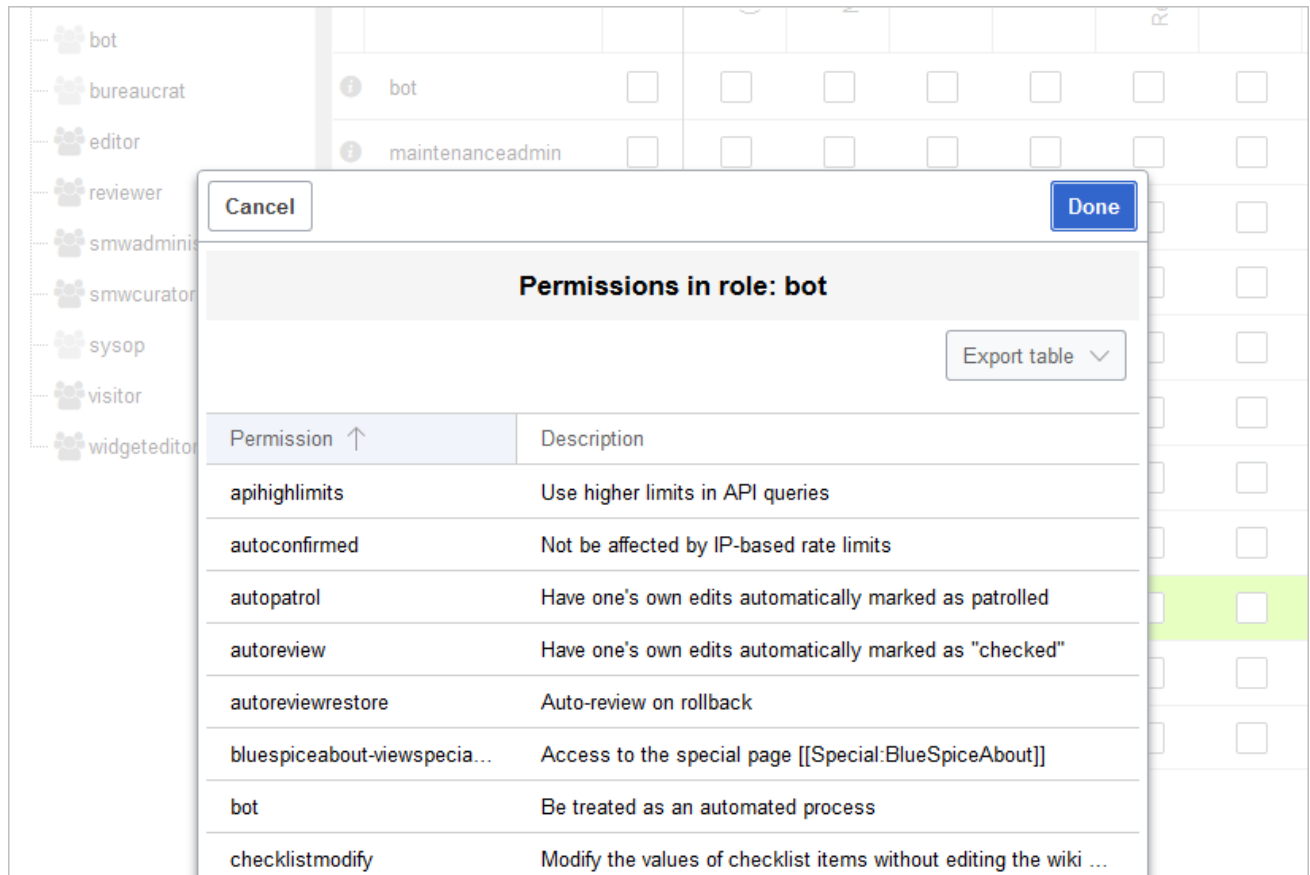 bot
bureaucrat
editor
reviewer
smwadminis
smwcurator
sysop
visitor
widgeteditor
bot
maintenanceadmin
Cancel
Done
Permissions in role: bot
Export table
Permission Description
apihighlimits Use higher limits in API queries
autoconfirmed Not be affected by IP-based rate limits
autopatrol Have one's own edits automatically marked as patrolled
autoreview Have one's own edits automatically marked as "checked"
autoreviewrestore Auto-review on rollback
bluespiceabout-viewspecia... Access to the special page [[Special:BlueSpiceAbout]]
bot Be treated as an automated process
checklistmodify Modify the values of checklist items without editing the wiki ...